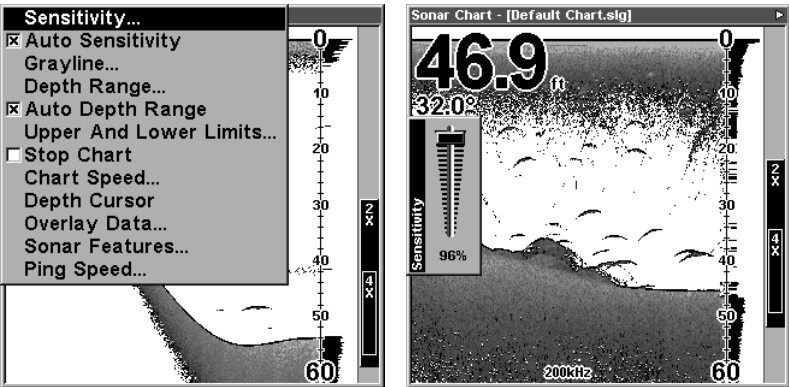 Sensitivity...
Auto Sensitivity
Grayline...
Depth Range...
Auto Depth Range
Upper And Lower Limits...
Stop Chart
Chart Speed...
Depth Cursor
Overlay Data...
Sonar Features...
Ping Speed...
0
10
20
30
40
50
60
2X
4X
Sonar Chart - [Default Chart.slg]
46.9 ft
32.0°
Sensitivity
96%
0
10
20
30
40
50
60
2X
4X
200kHz